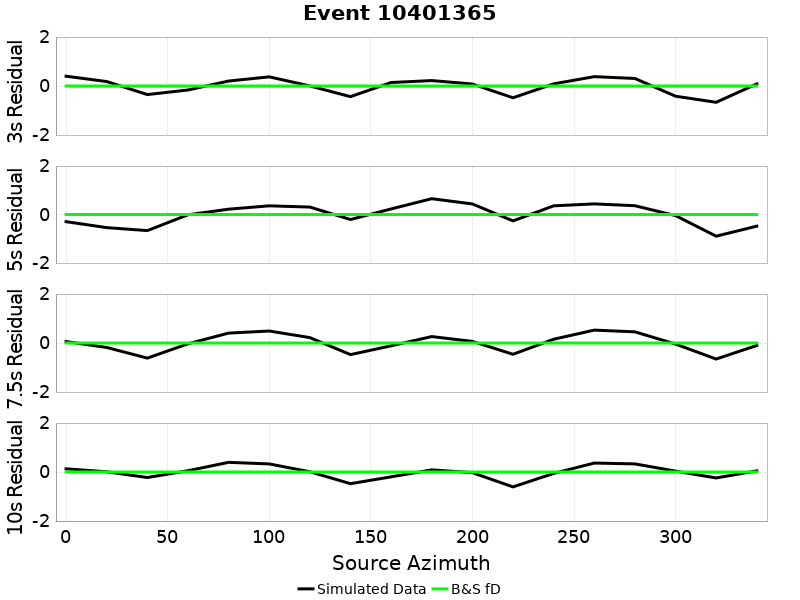 Event 10401365
3s Residual
2
0
-2
5s Residual
2
0
-2
7.5s Residual
2
0
-2
10s Residual
2
0
-2
0 50 100 150 200 250 300
Source Azimuth
Simulated Data B&S fD